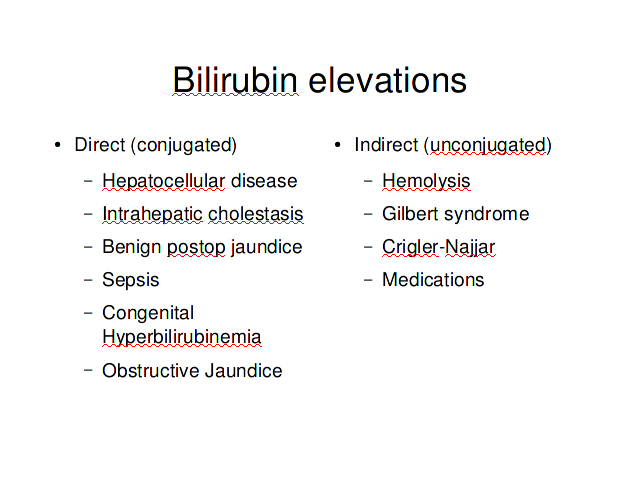 Bilirubin elevations
• Direct (conjugated)
– Hepatocellular disease
– Intrahepatic cholestasis
– Benign postop jaundice
– Sepsis
– Congenital
Hyperbilirubinemia
– Obstructive Jaundice
• Indirect (unconjugated)
– Hemolysis
– Gilbert syndrome
– Crigler-Najjar
– Medications